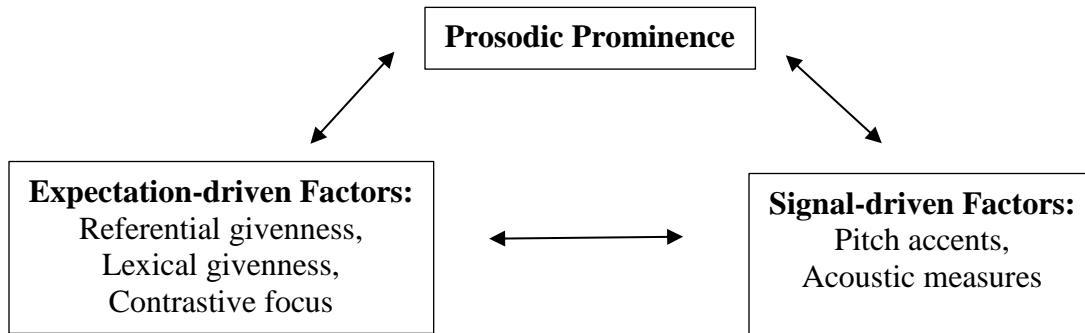 Prosodic Prominence
Expectation-driven Factors:
Referential givenness,
Lexical givenness,
Contrastive focus
Signal-driven Factors:
Pitch accents,
Acoustic measures